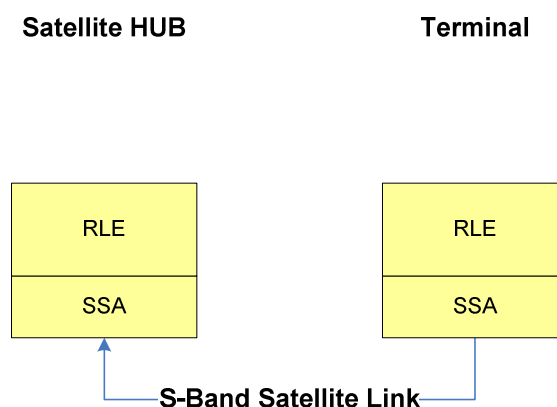 Satellite HUB
Terminal
RLE
RLE
SSA
SSA
S-Band Satellite Link